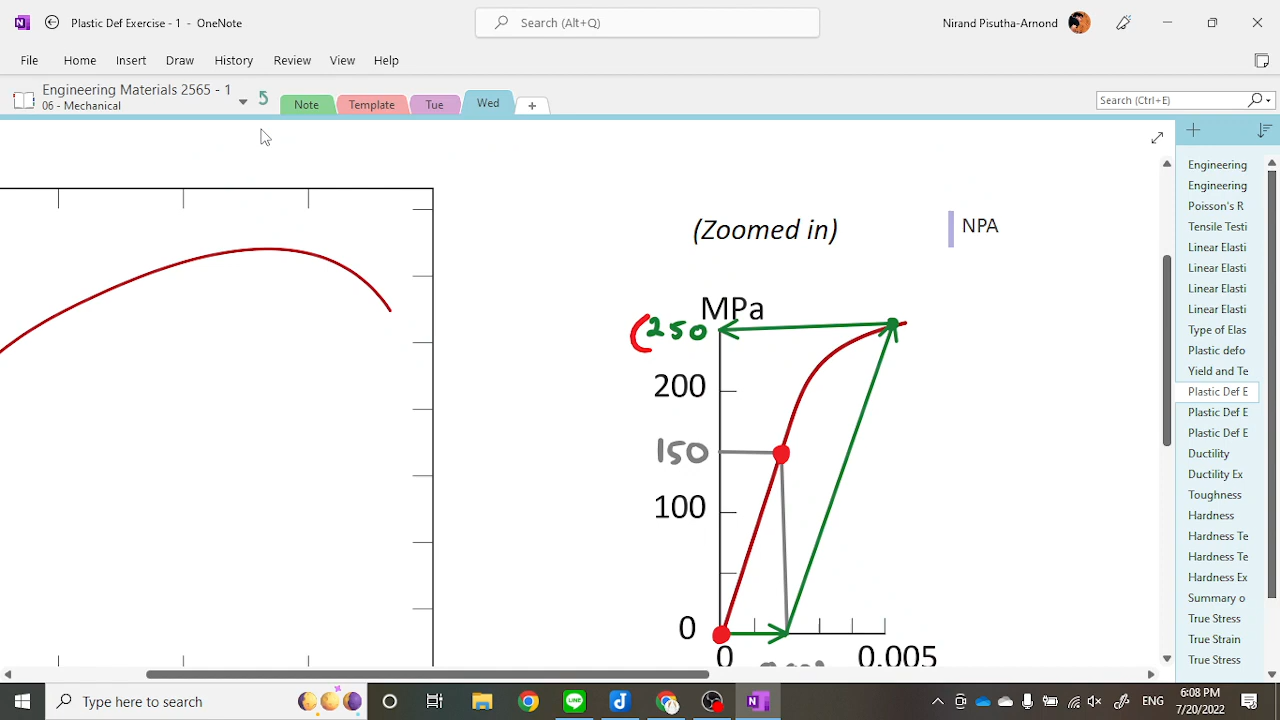 Plastic Def Exercise - 1 - OneNote
Search (Alt+Q)
Nirand Pisutha-Arnond
File Home Insert Draw History Review View Help
Engineering Materials 2565 - 1
06 - Mechanical
Note Template Tue Wed
Search (Ctrl+E)
(Zoomed in)
NPA
MPa
(250
200
150
100
0
0 0.005
Engineering
Engineering
Poisson's R
Tensile Testi
Linear Elasti
Linear Elasti
Linear Elasti
Linear Elasti
Type of Elas
Plastic defo
Yield and Te
Plastic Def E
Plastic Def E
Plastic Def E
Ductility
Ductility Ex
Toughness
Hardness
Hardness Te
Hardness Te
Hardness Ex
Summary o
True Stress
True Strain
True Stress
Type here to search
ENG
6:03 PM
7/20/2022